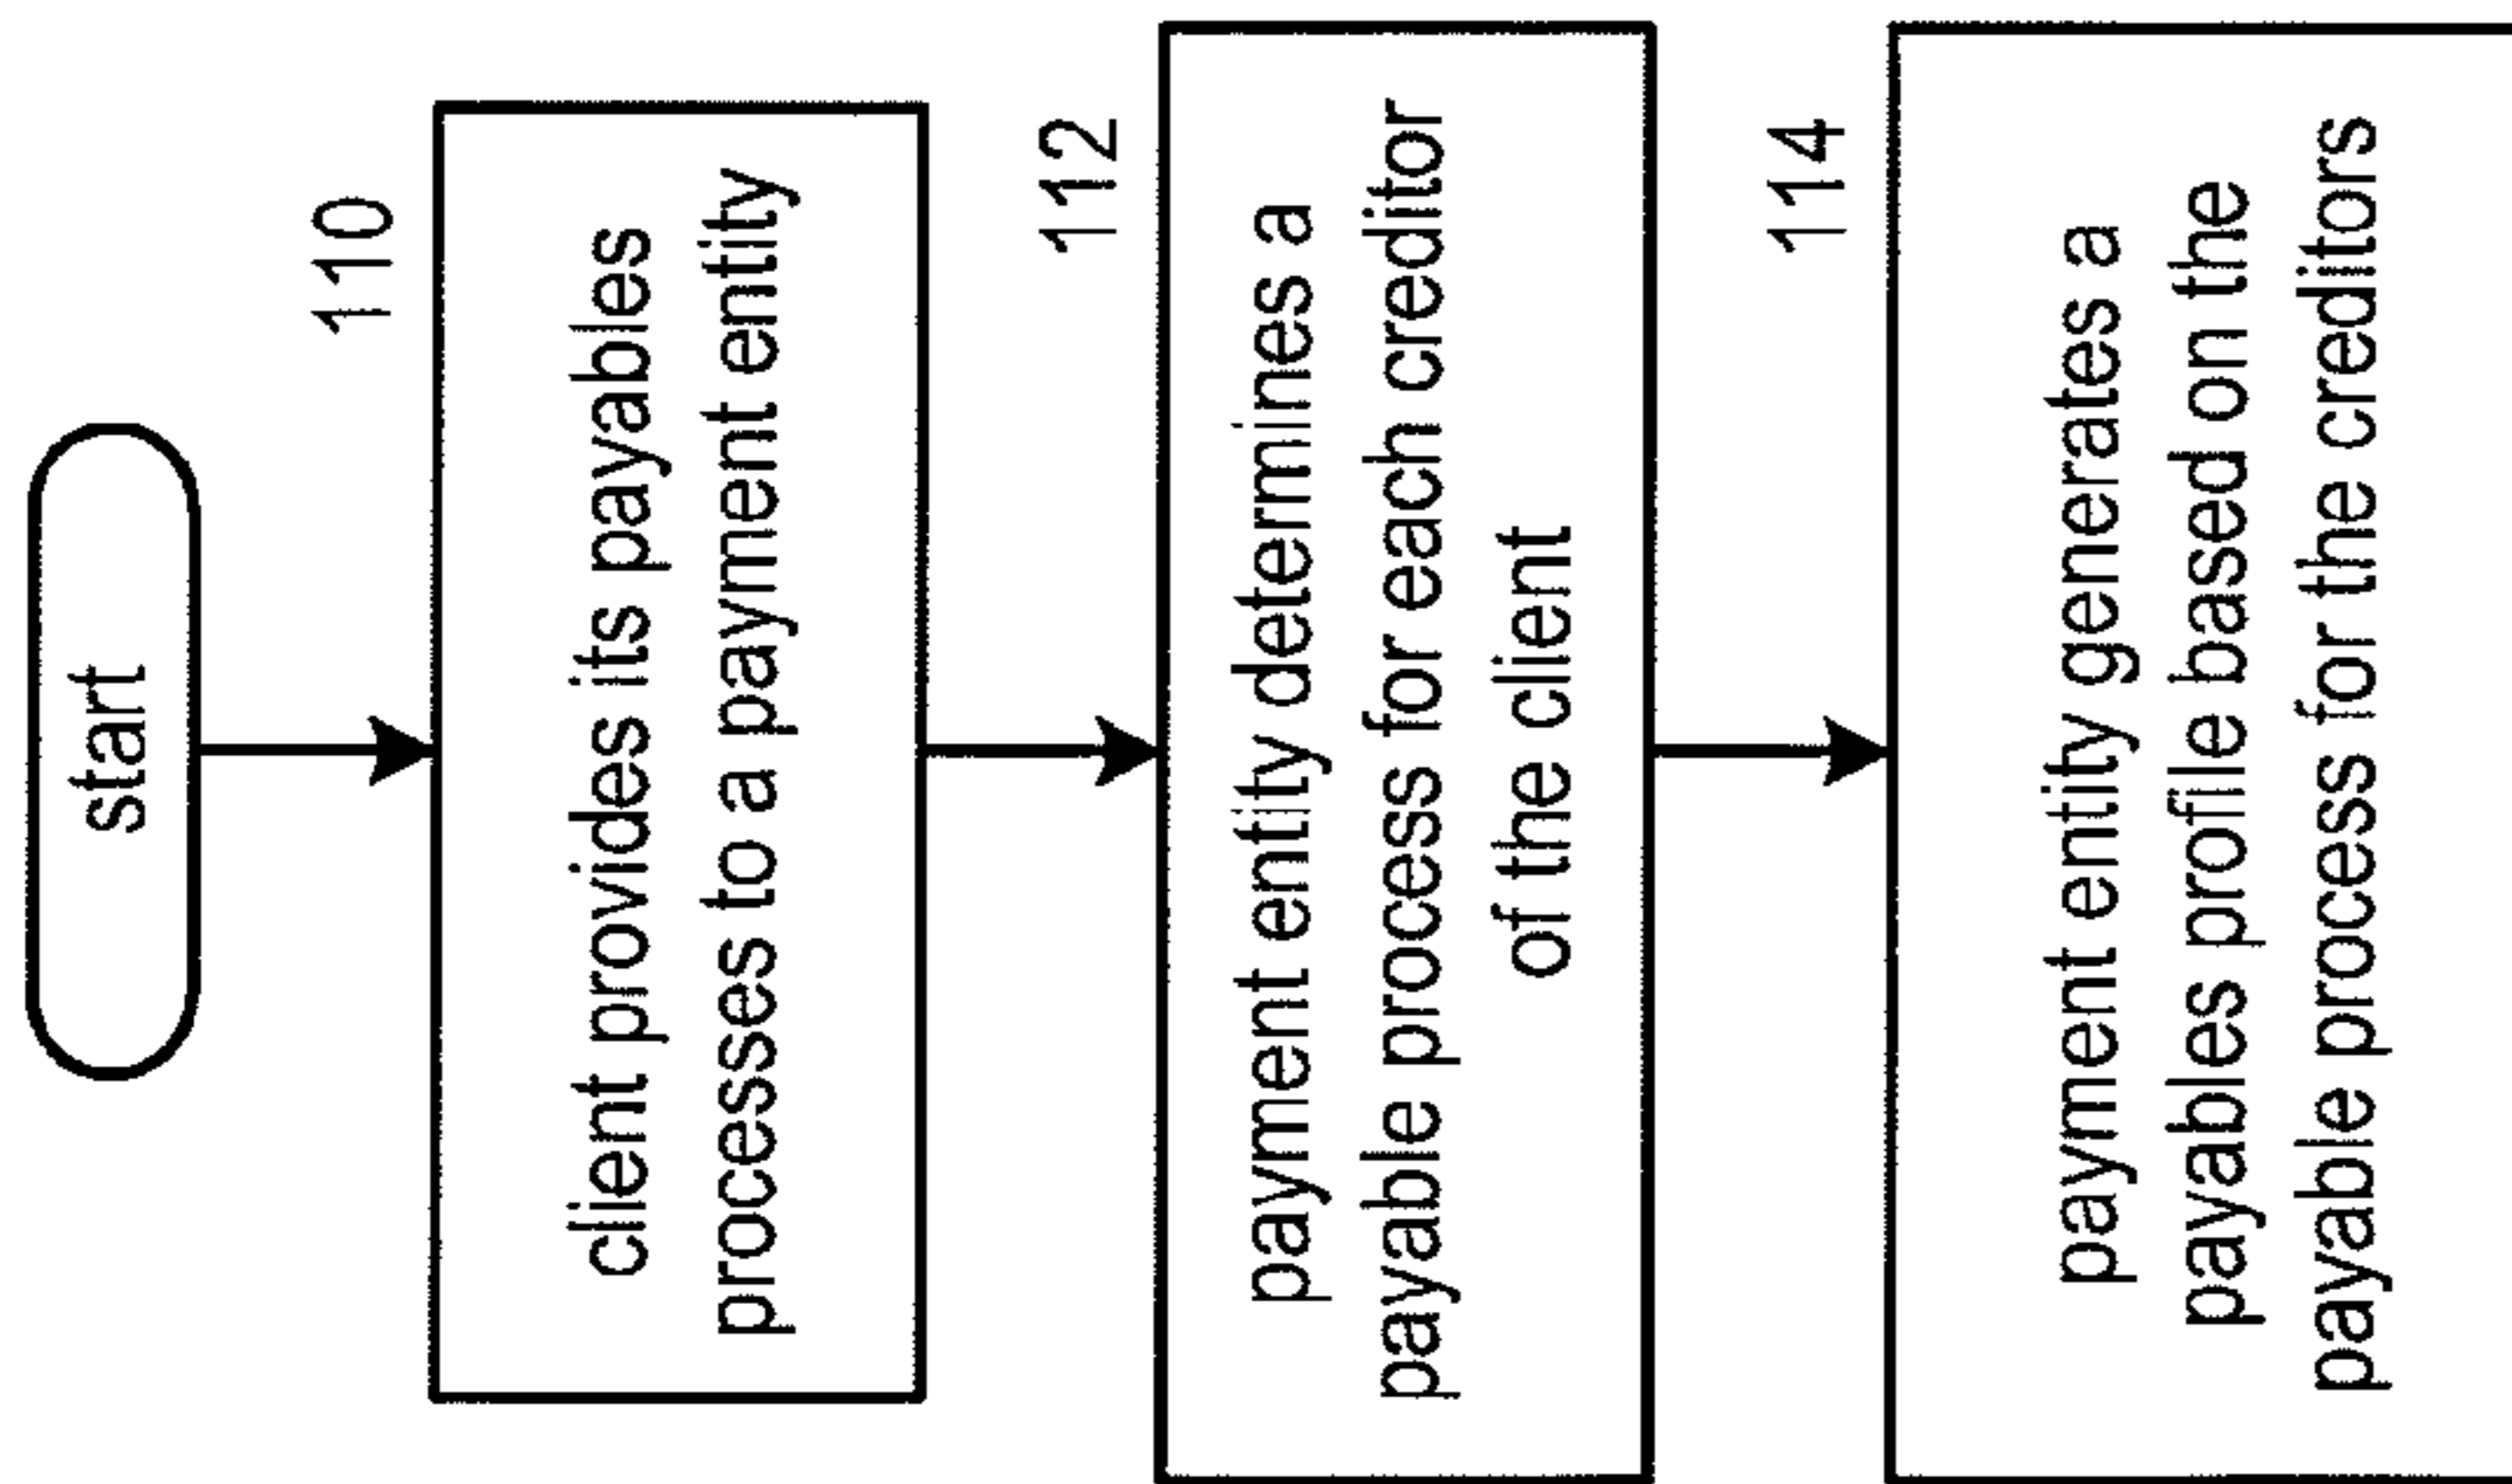 start
110
client provides its payables
processes to a payment entity
112
payment entity determines a
payable process for each creditor
of the client
114
payment entity generates a
payables profile based on the
payable process for the creditors